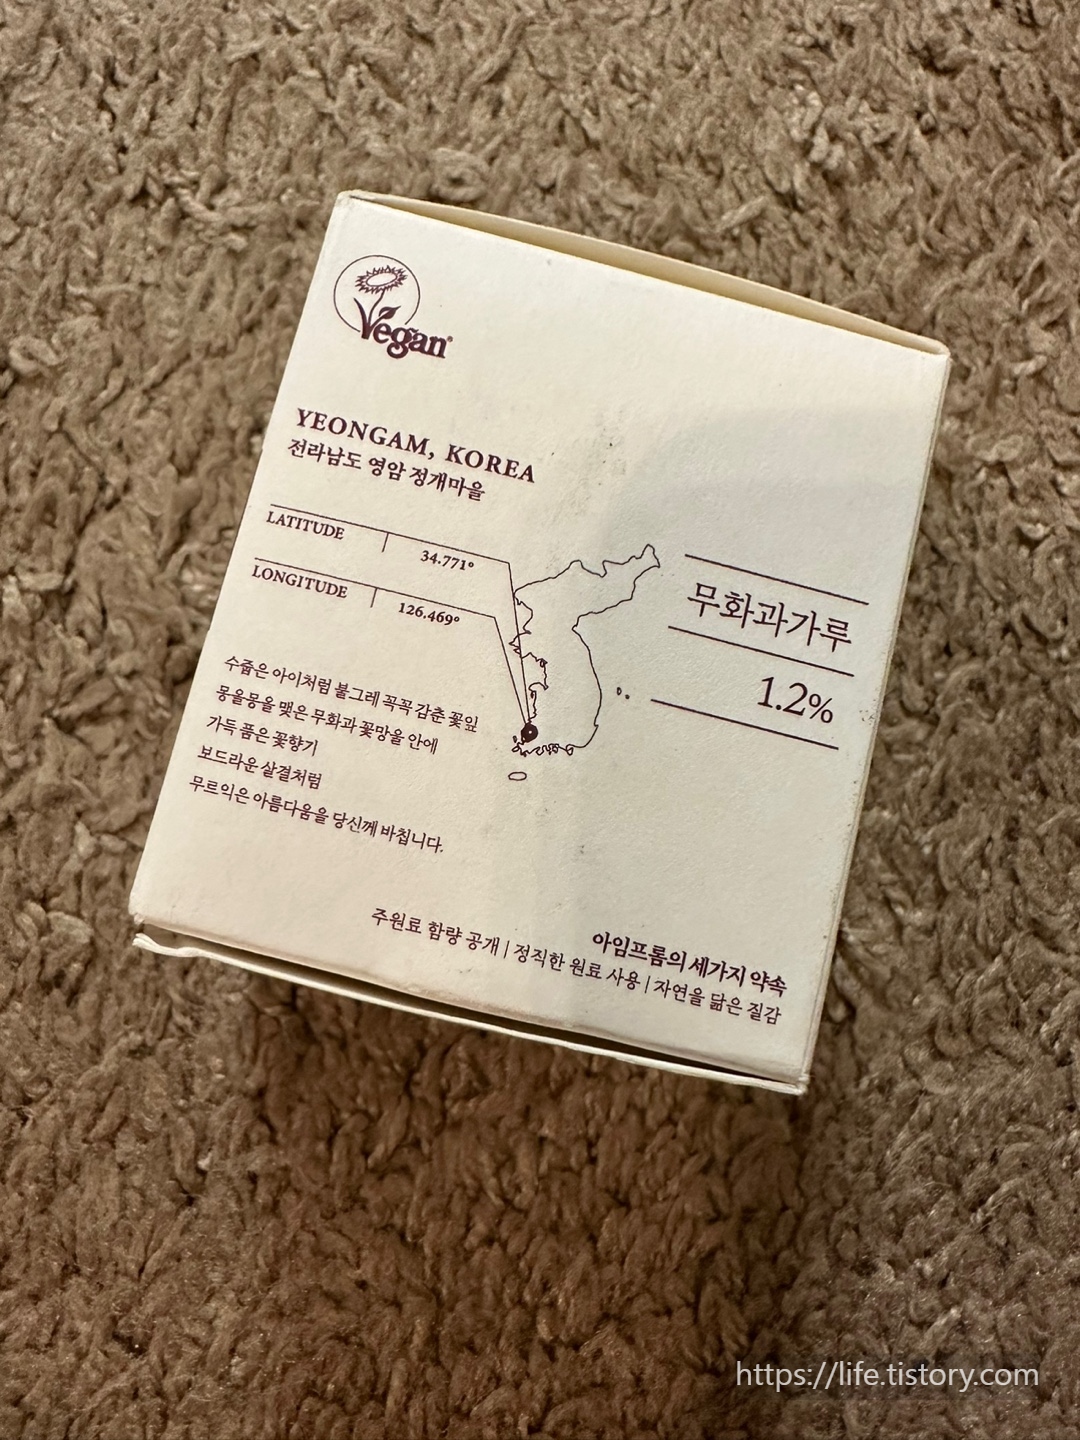 Vegan®
YEONGAM, KOREA
전라남도 영암 정개마을
LATITUDE
34.771°
LONGITUDE
126.469°
무화과가루
1.2%
수줍은 아이처럼 불그레 꼭꼭 감춘 꽃잎
몽올몽올 맺은 무화과 꽃망울 안에
가득 품은 꽃향기
보드라운 살결처럼
무르익은 아름다움을 당신께 바칩니다.
아임프롬의 세가지 약속
주원료 함량 공개 | 정직한 원료 사용 | 자연을 닮은 질감
https://life.tistory.com